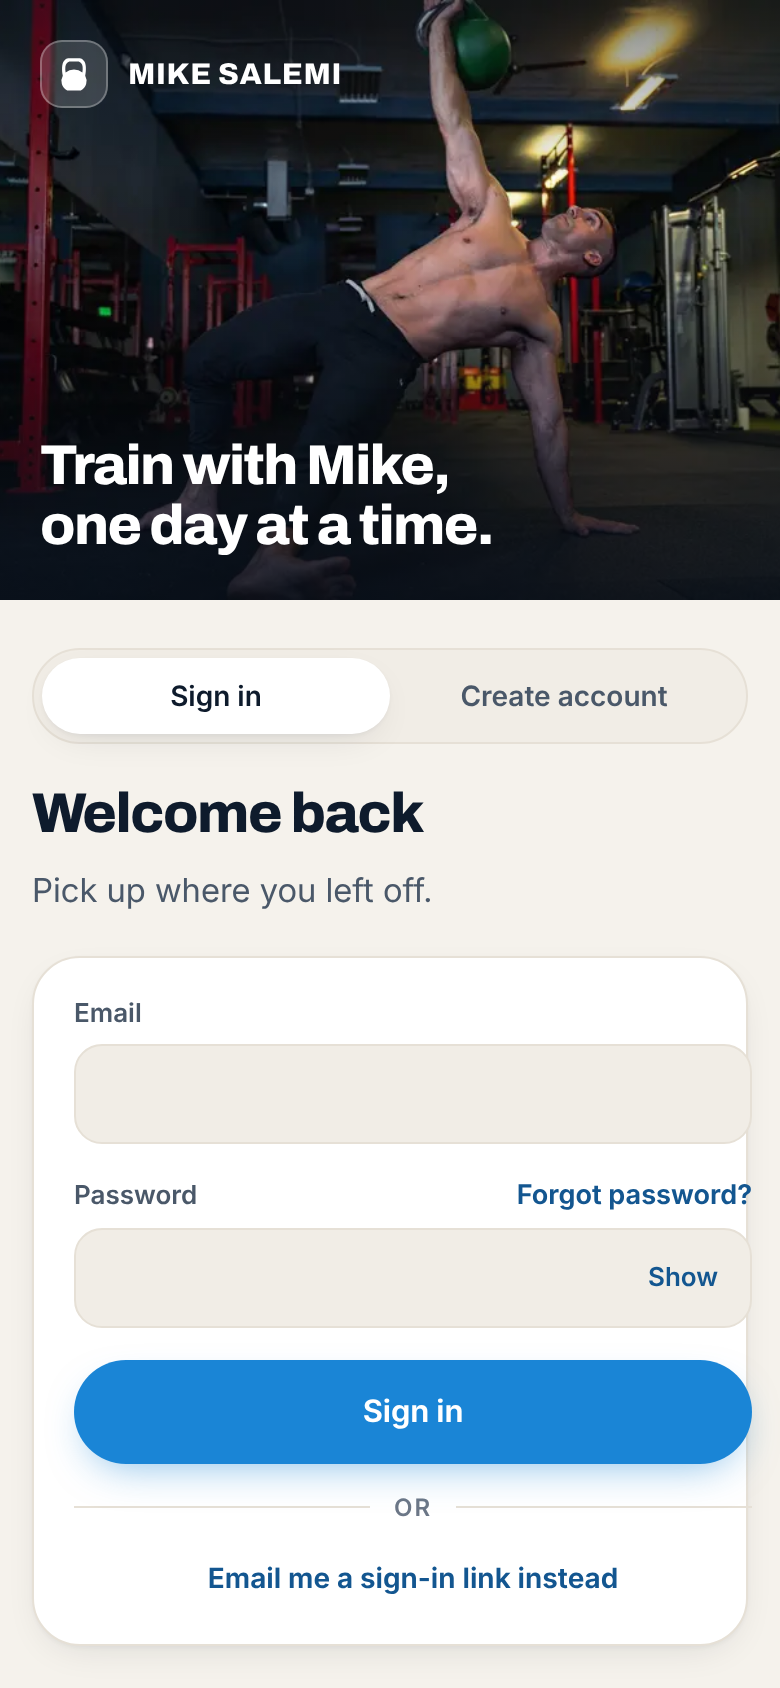 MIKE SALEMI
Train with Mike,
one day at a time.
Sign in
Create account
Welcome back
Pick up where you left off.
Email
Password
Forgot password?
Show
Sign in
OR
Email me a sign-in link instead